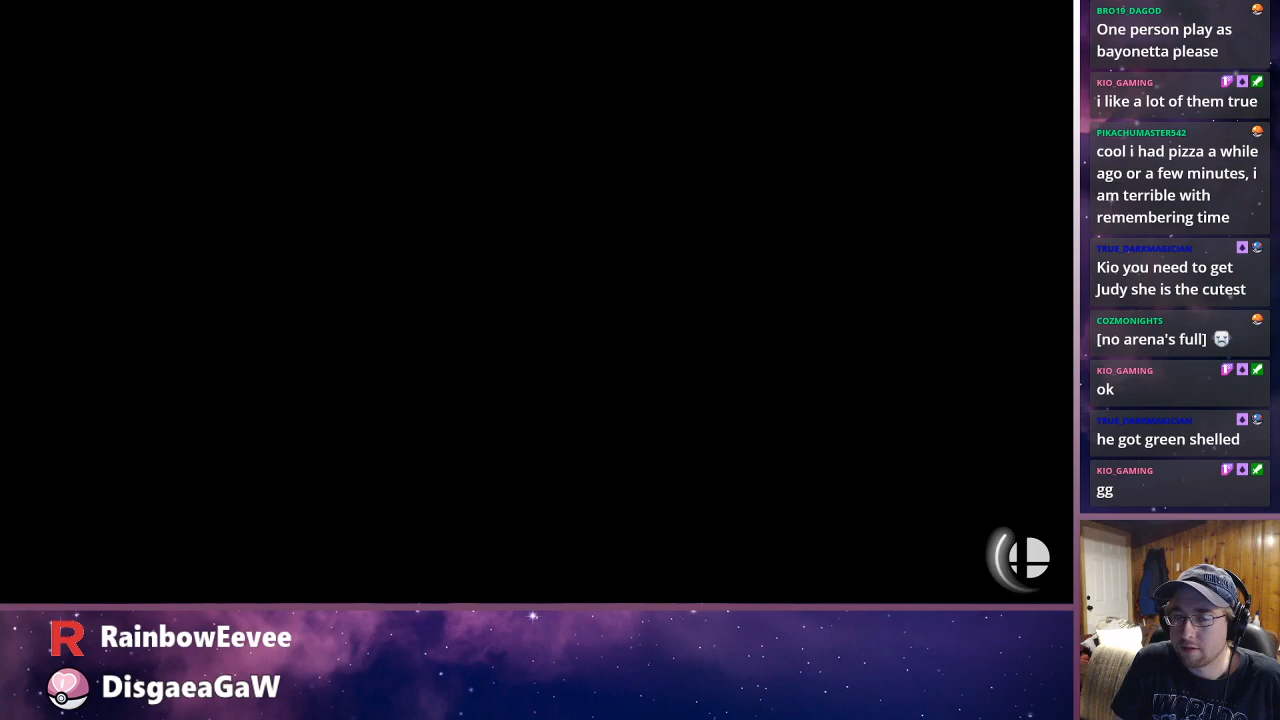 BRO19_DAGOD
One person play as
bayonetta please
KIO_GAMING
i like a lot of them true
PIKACHUMASTER542
cool i had pizza a while
ago or a few minutes, i
am terrible with
remembering time
TRUE_DARKMAGICIAN
Kio you need to get
Judy she is the cutest
COZMONIGHTS
[no arena's full]
KIO_GAMING
ok
TRUE_DARKMAGICIAN
he got green shelled
KIO_GAMING
gg
R RainbowEevee
DisgaeaGaW